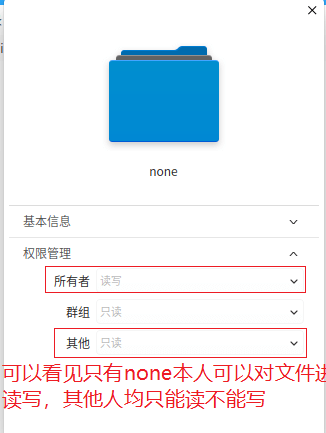 none
基本信息
权限管理
所有者 读写
群组 只读
其他 只读
可以看见只有none本人可以对文件进
读写，其他人均只能读不能写